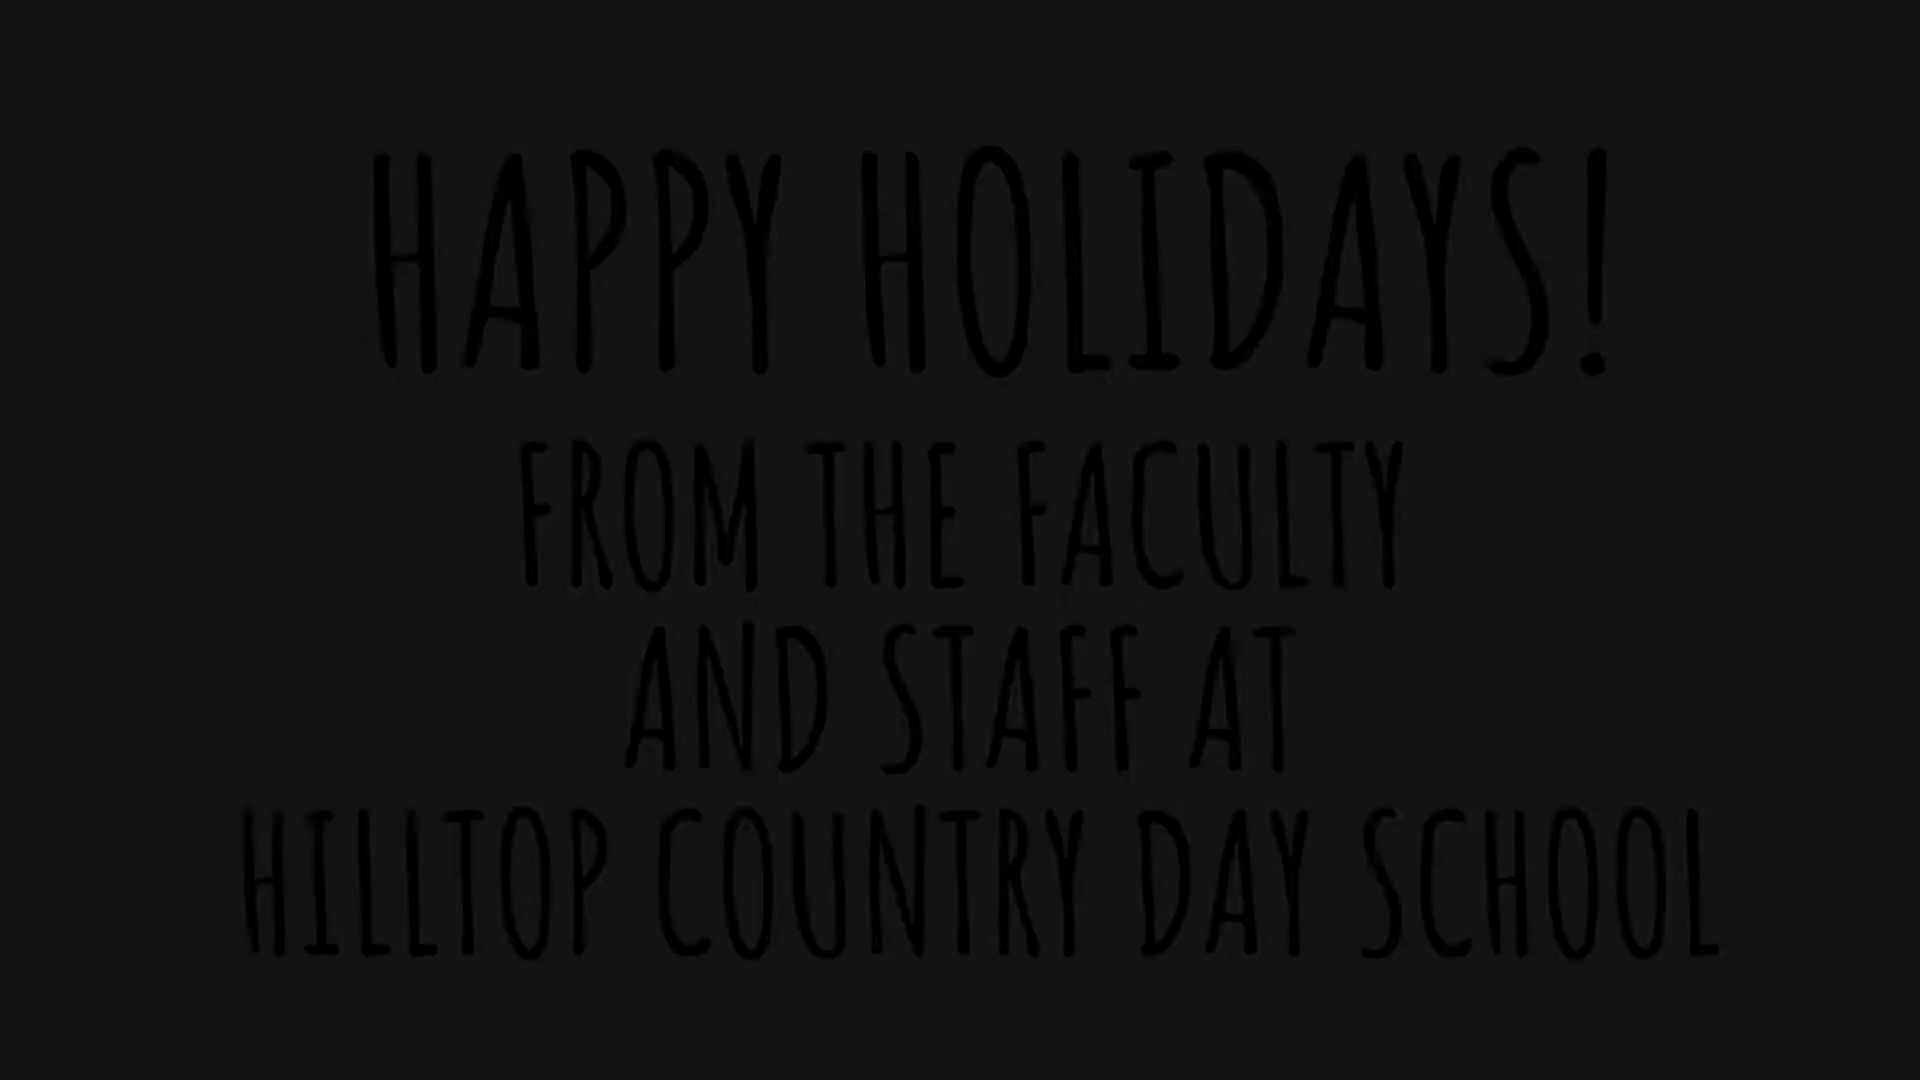 HAPPY HOLIDAYS!
FROM THE FACULTY
AND STAFF AT
HILLTOP COUNTRY DAY SCHOOL